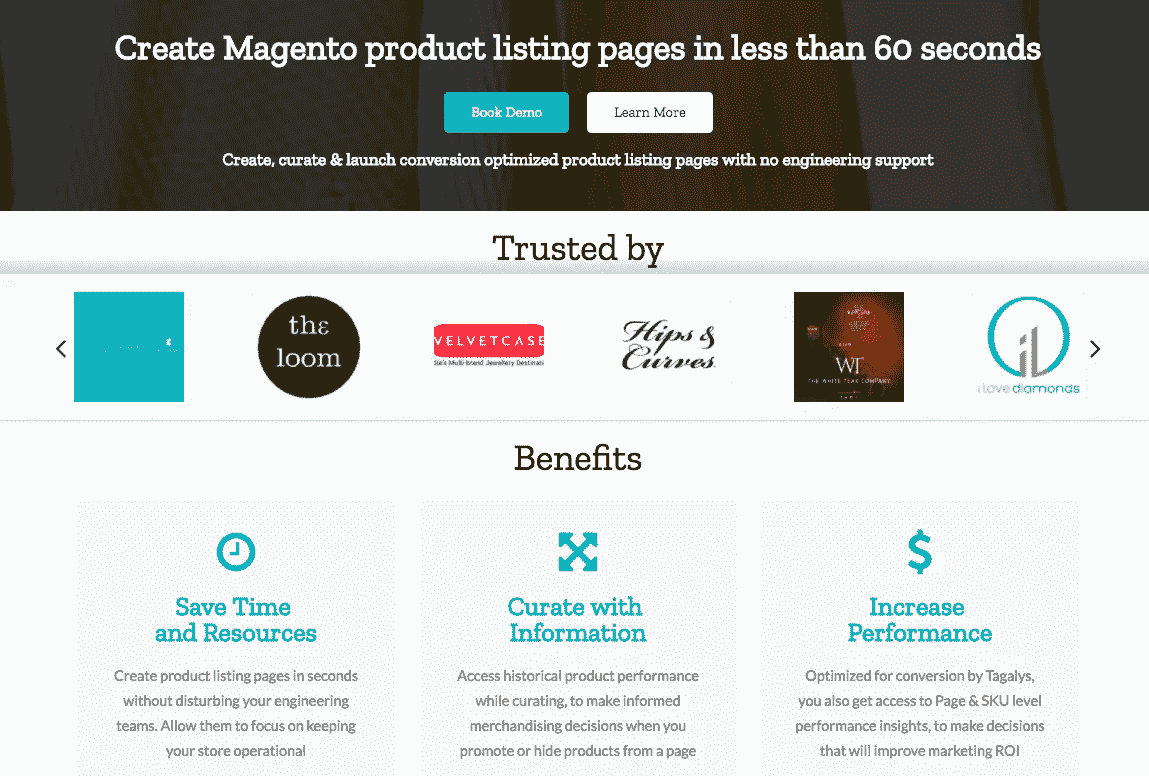 Create Magento product listing pages in less than 60 seconds
Book Demo
Learn More
Create, curate & launch conversion optimized product listing pages with no engineering support
Trusted by
the
loom
VELVETCASE
Hips &
Curves.
WT
THE WHITE TEAK COMPANY
i love diamonds
Benefits
Save Time
and Resources
Create product listing pages in seconds
without disturbing your engineering
teams. Allow them to focus on keeping
your store operational
Curate with
Information
Access historical product performance
while curating, to make informed
merchandising decisions when you
promote or hide products from a page
Increase
Performance
Optimized for conversion by Tagalys,
you also get access to Page & SKU level
performance insights, to make decisions
that will improve marketing ROI